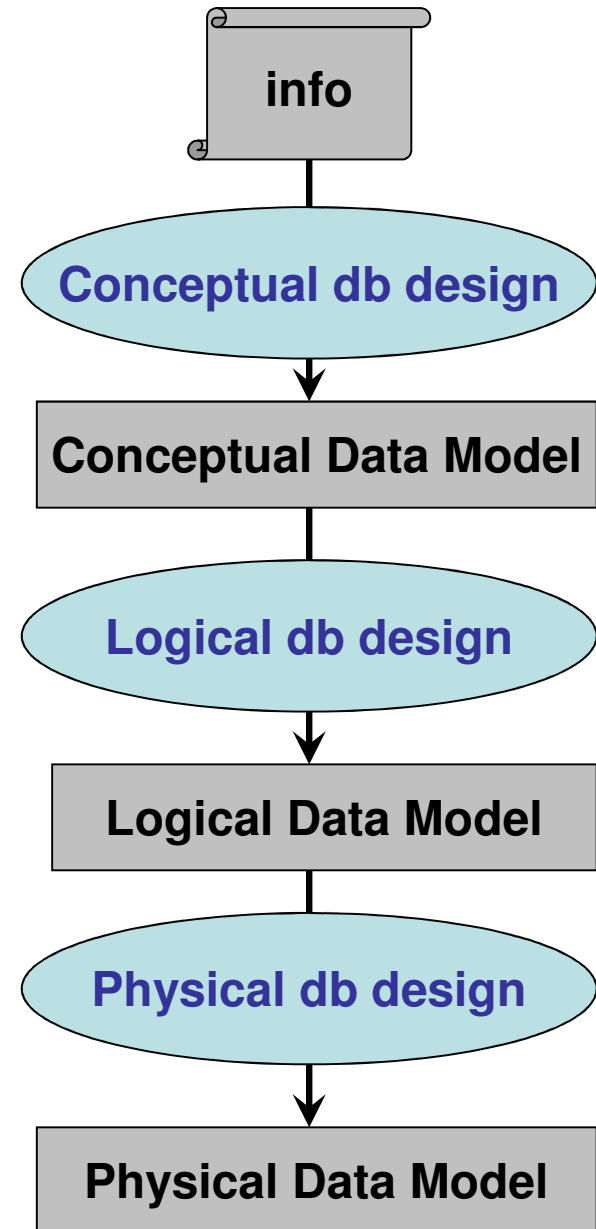 info
Conceptual db design
Conceptual Data Model
Logical db design
Logical Data Model
Physical db design
Physical Data Model